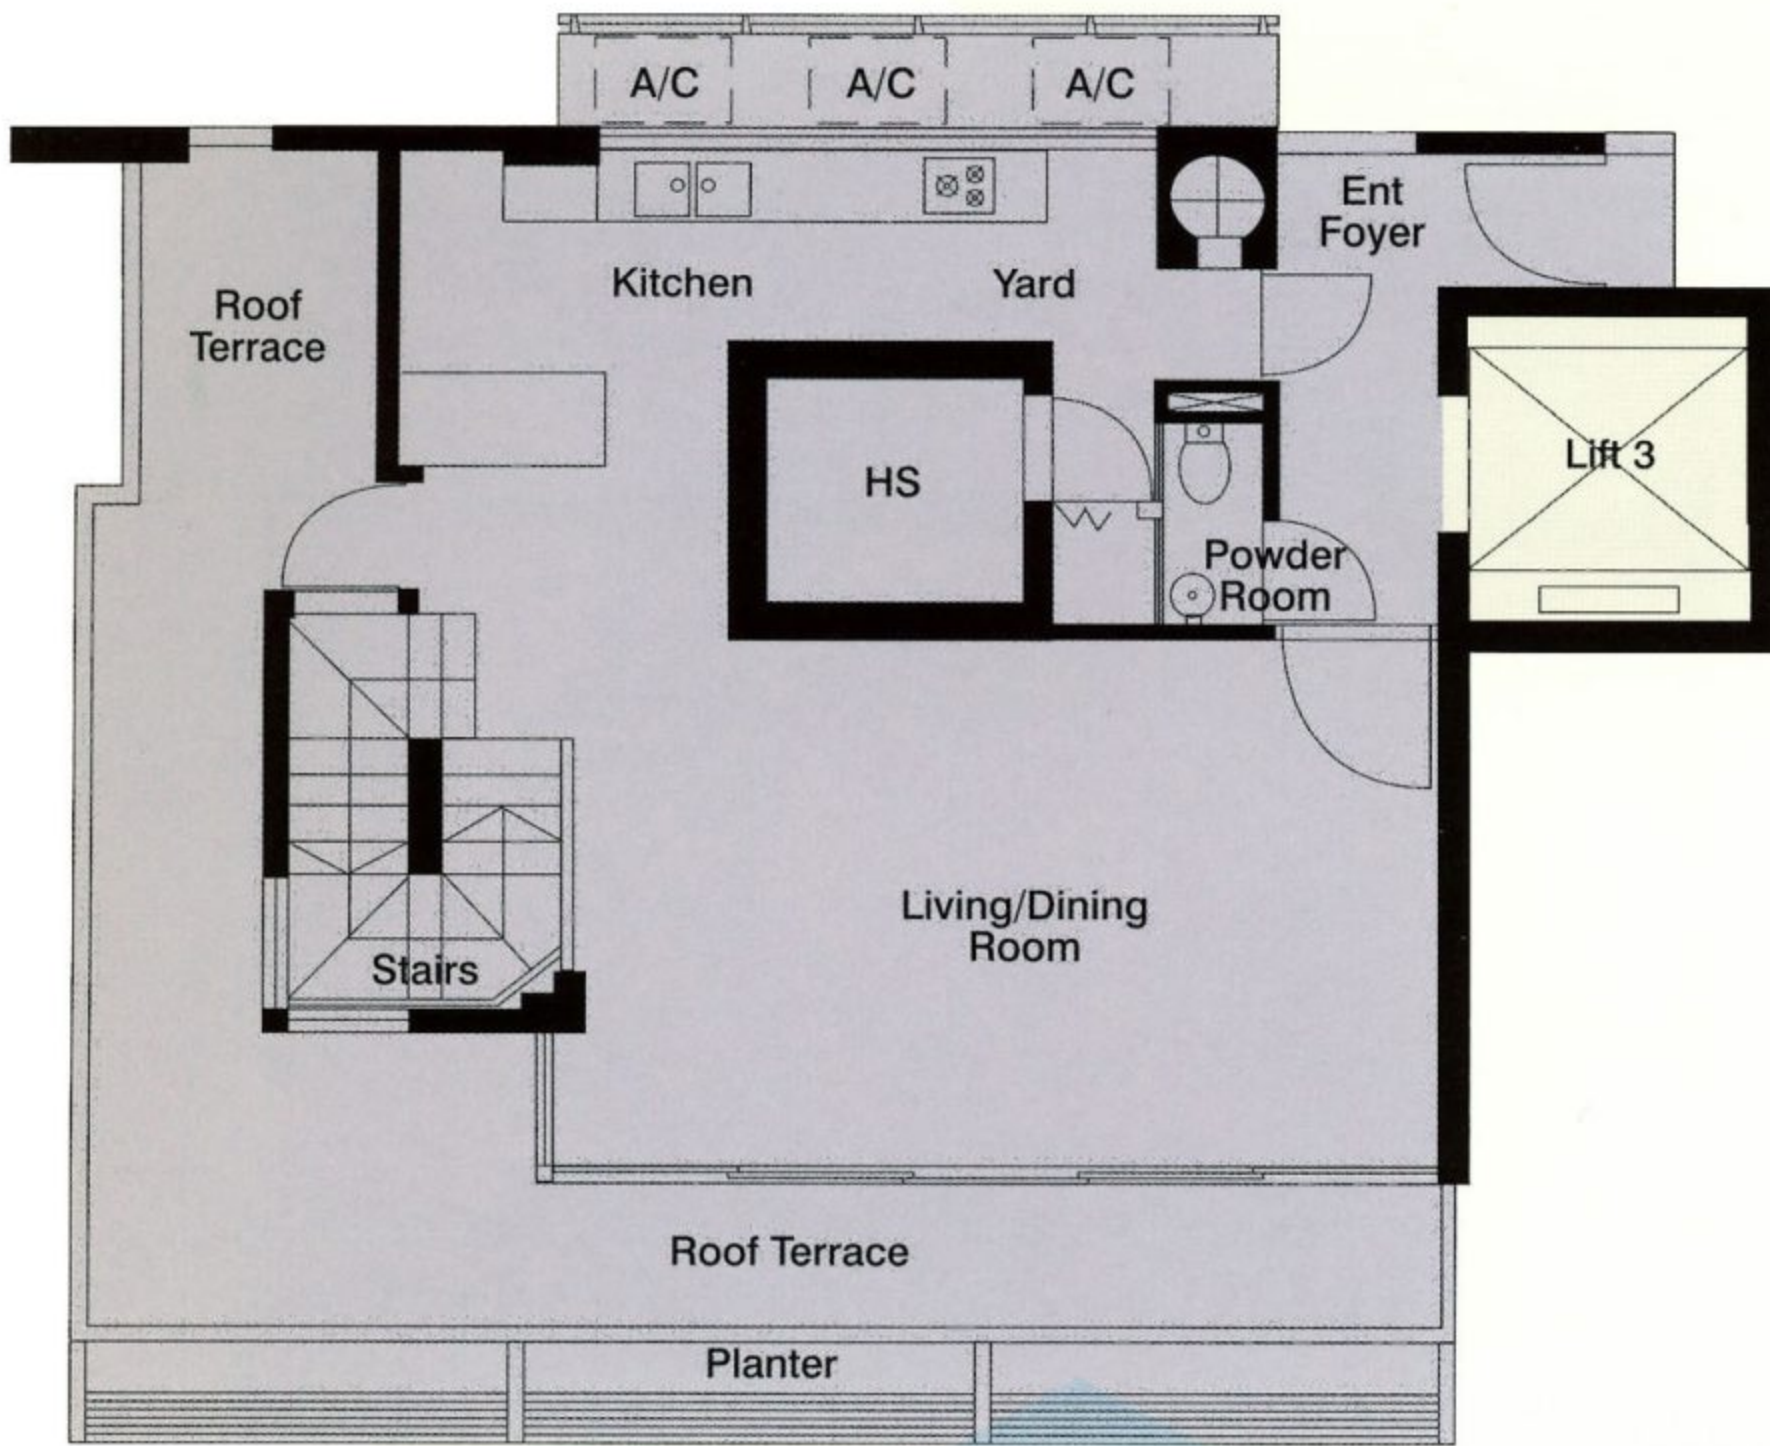 A/C
A/C
A/C
Ent
Foyer
Kitchen
Yard
Roof
Terrace
Lift 3
HS
Powder
Room
Living/Dining
Room
Stairs
Roof Terrace
Planter